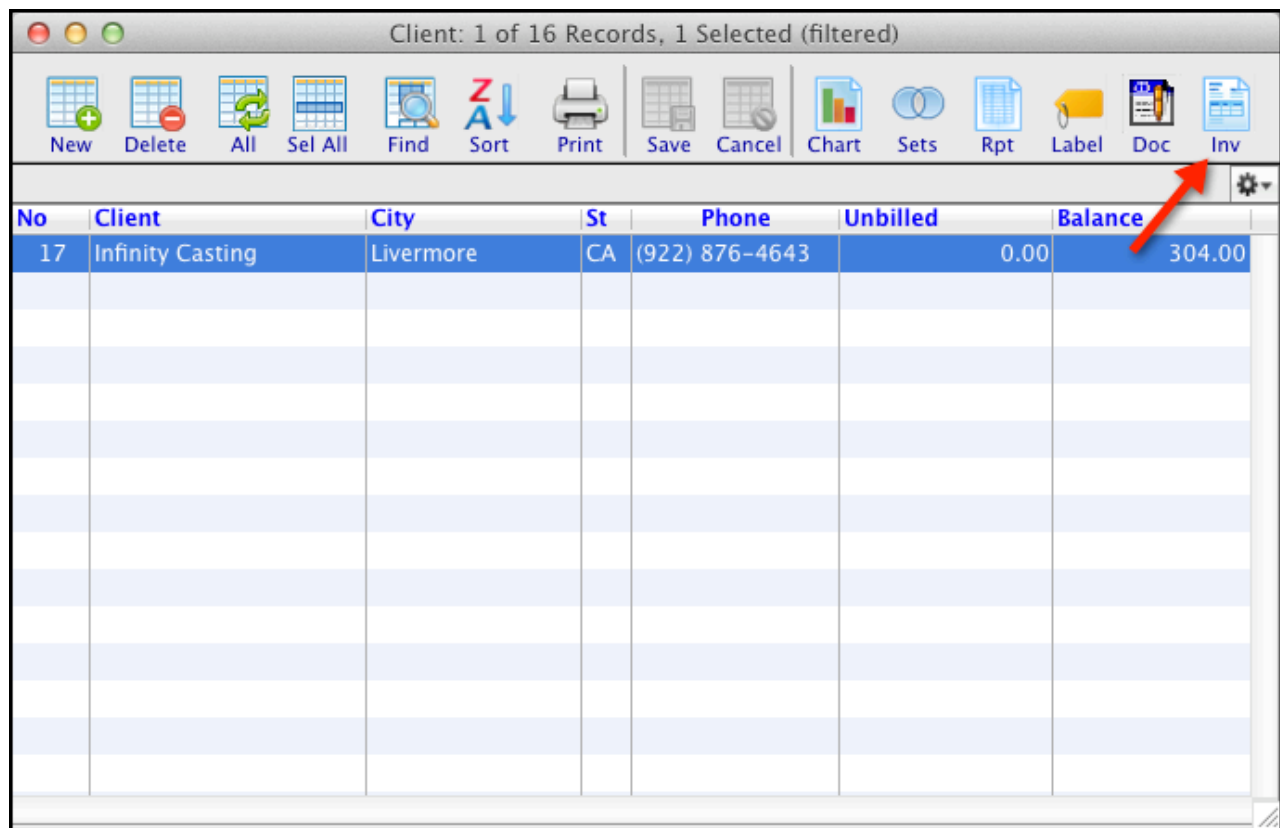 Client: 1 of 16 Records, 1 Selected (filtered)
New Delete All Sel All Find Sort Print Save Cancel Chart Sets Rpt Label Doc Inv
No Client City St Phone Unbilled Balance
17 Infinity Casting Livermore CA (922) 876-4643 0.00 304.00